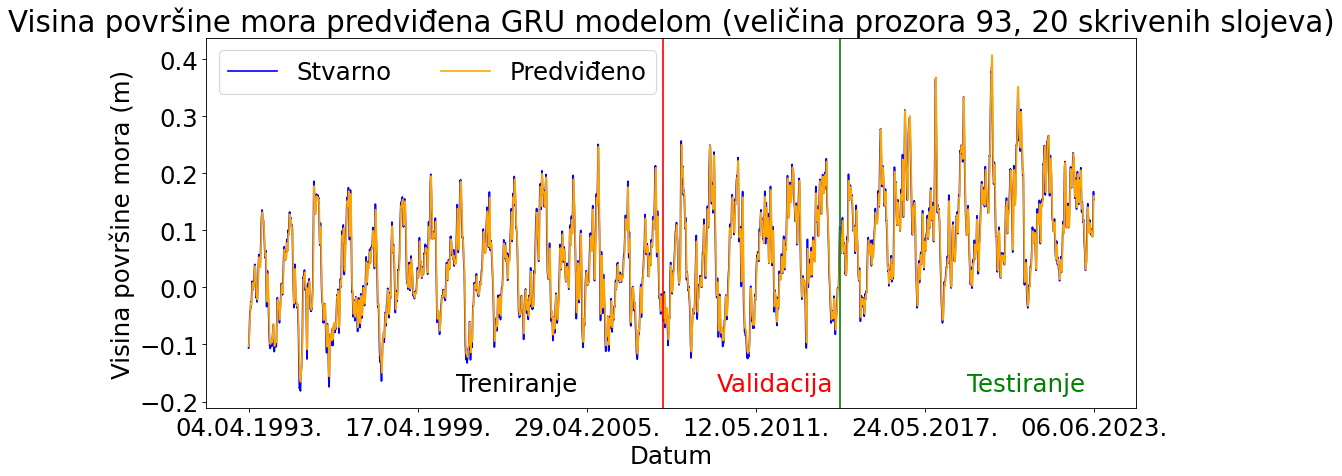 Visina površine mora predviđena GRU modelom (veličina prozora 93, 20 skrivenih slojeva)
Stvarno Predviđeno
Visina površine mora (m)
0.4
0.3
0.2
0.1
0.0
−0.1
−0.2
Treniranje Validacija Testiranje
04.04.1993. 17.04.1999. 29.04.2005. 12.05.2011. 24.05.2017. 06.06.2023.
Datum